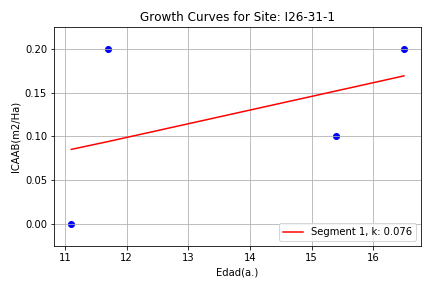 Growth Curves for Site: I26-31-1
ICAAB(m2/Ha)
0.20
0.15
0.10
0.05
0.00
11
12
13
14
15
16
Edad(a.)
Segment 1, k: 0.076